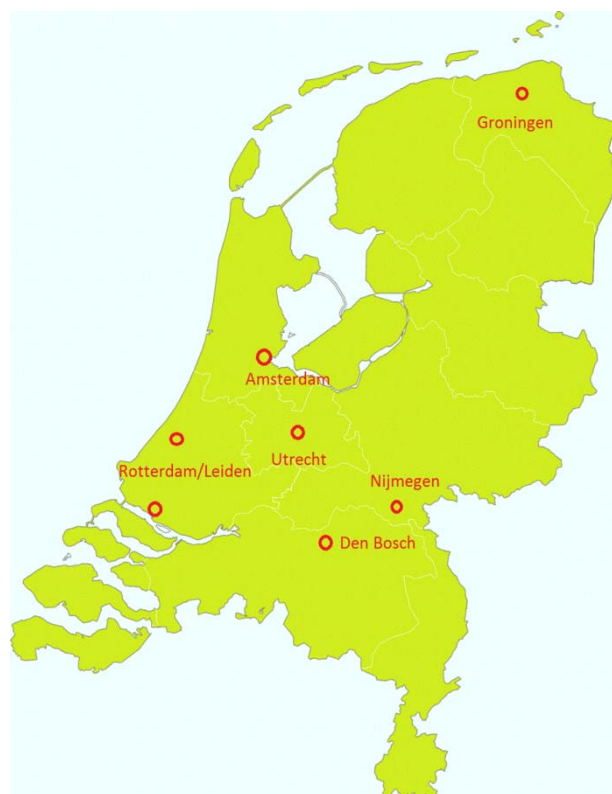 Groningen
Amsterdam
Utrecht
Rotterdam/Leiden
Nijmegen
Den Bosch